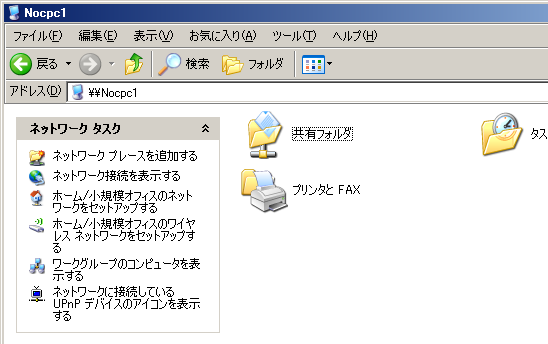 Nocpc1
ファイル(F) 編集(E) 表示(V) お気に入り(A) ツール(T) ヘルプ(H)
戻る 検索 フォルダ
アドレス(D) ¥¥Nocpc1
ネットワーク タスク
ネットワーク プレースを追加する
ネットワーク接続を表示する
ホーム/小規模オフィスのネット
ワークをセットアップする
ホーム/小規模オフィスのワイヤ
レス ネットワークをセットアップす
る
ワークグループのコンピュータを表
示する
ネットワークに接続している
UPnP デバイスのアイコンを表示
する
共有フォルダ
タス
プリンタと FAX